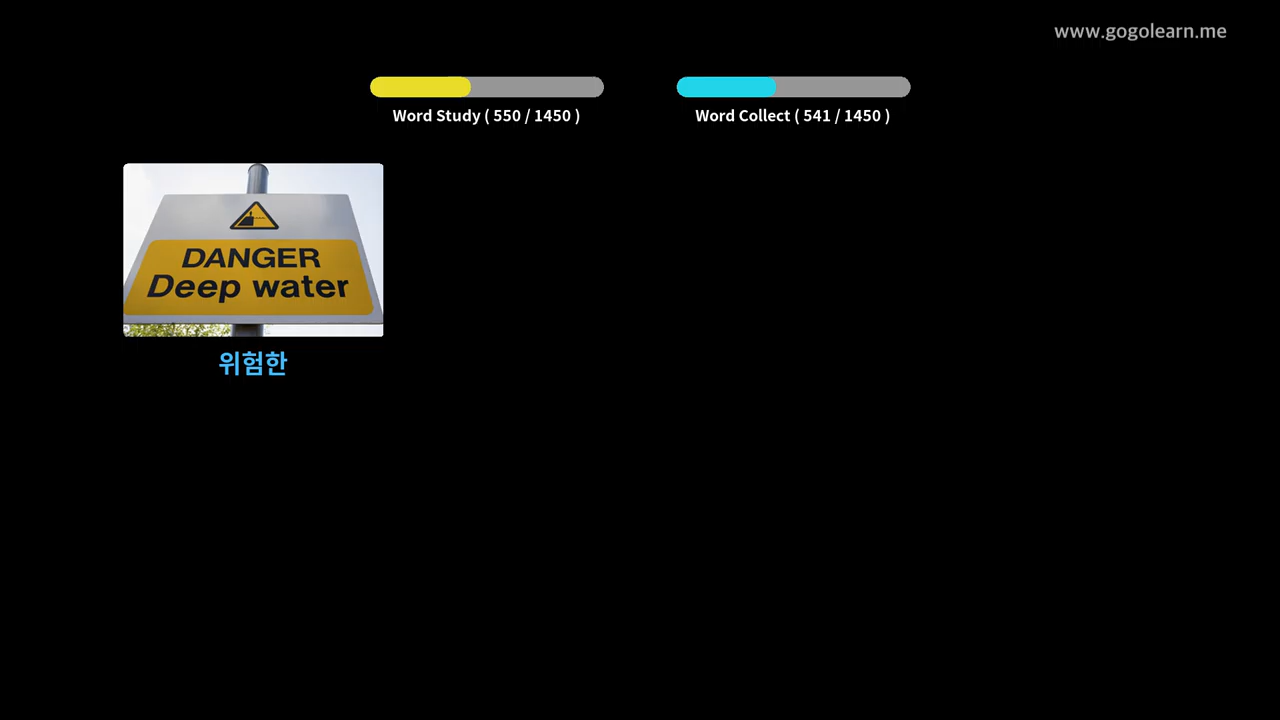 www.gogolearn.me
Word Study ( 550 / 1450 )
Word Collect ( 541 / 1450 )
DANGER
Deep water
위험한